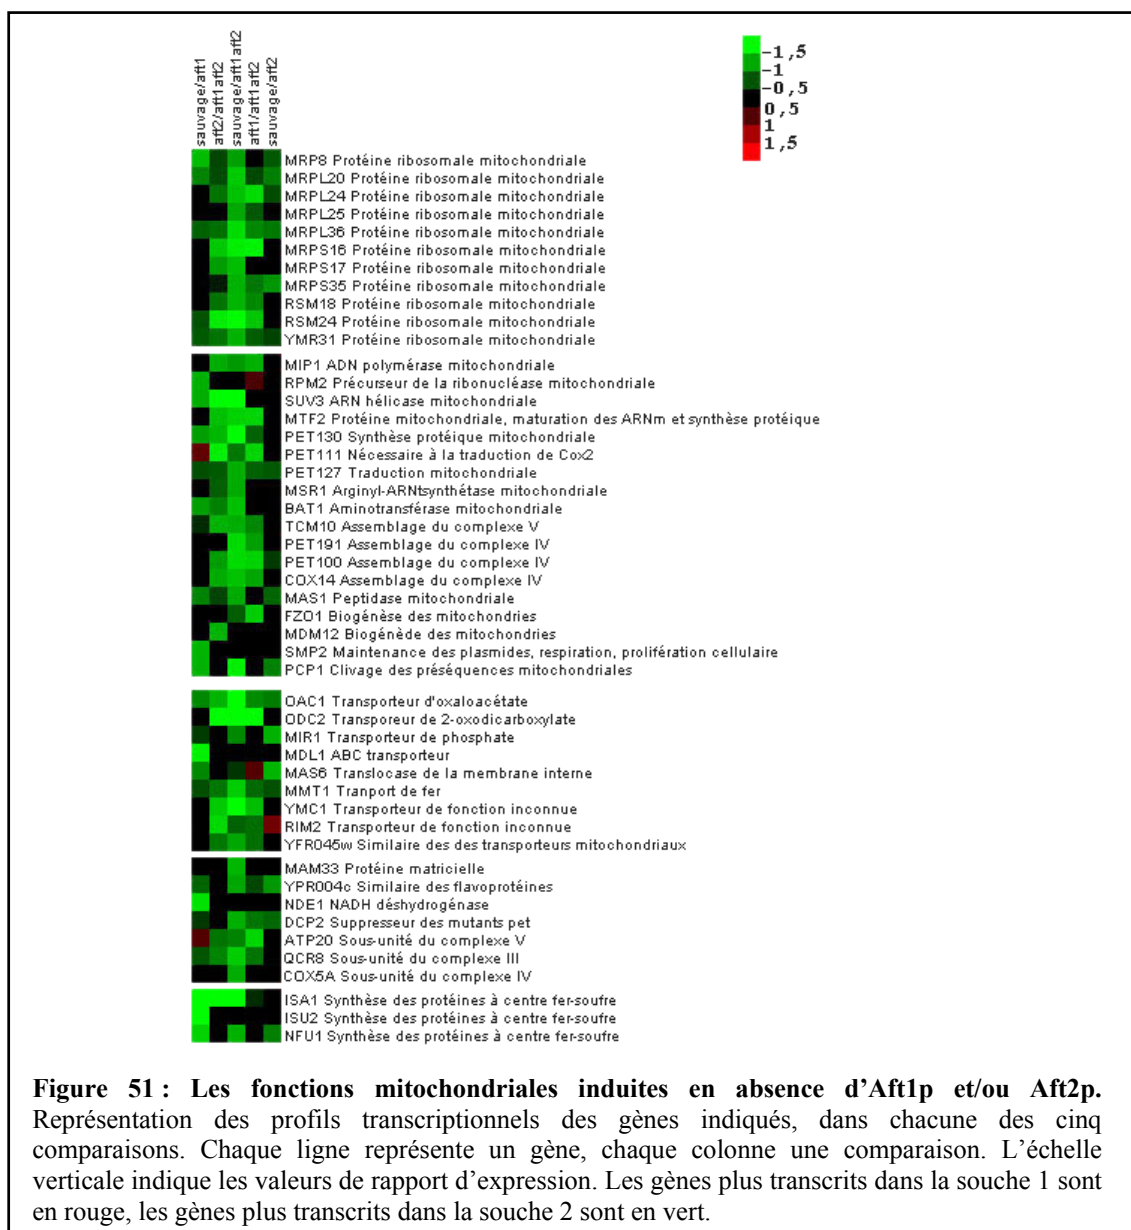 sauvage/aft1
aft2/aft1aft2
sauvage/aft1aft2
aft1/aft1aft2
sauvage/aft2
-1,5
-1
-0,5
0,5
1
1,5
MRP8 Protéine ribosomale mitochondriale
MRPL20 Protéine ribosomale mitochondriale
MRPL24 Protéine ribosomale mitochondriale
MRPL25 Protéine ribosomale mitochondriale
MRPL36 Protéine ribosomale mitochondriale
MRPS16 Protéine ribosomale mitochondriale
MRPS17 Protéine ribosomale mitochondriale
MRPS35 Protéine ribosomale mitochondriale
RSM18 Protéine ribosomale mitochondriale
RSM24 Protéine ribosomale mitochondriale
YMR31 Protéine ribosomale mitochondriale
MIP1 ADN polymérase mitochondriale
RPM2 Précurseur de la ribonucléase mitochondriale
SUV3 ARN hélicase mitochondriale
MTF2 Protéine mitochondriale, maturation des ARNm et synthèse protéique
PET130 Synthèse protéique mitochondriale
PET111 Nécessaire à la traduction de Cox2
PET127 Traduction mitochondriale
MSR1 Arginyl-ARNtsynthétase mitochondriale
BAT1 Aminotransférase mitochondriale
TCM10 Assemblage du complexe V
PET191 Assemblage du complexe IV
PET100 Assemblage du complexe IV
COX14 Assemblage du complexe IV
MAS1 Peptidase mitochondriale
FZO1 Biogénèse des mitochondries
MDM12 Biogénède des mitochondries
SMP2 Maintenance des plasmides, respiration, prolifération cellulaire
PCP1 Clivage des préséquences mitochondriales
OAC1 Transporteur d'oxaloacétate
ODC2 Transporeur de 2-oxodicarboxylate
MIR1 Transporteur de phosphate
MDL1 ABC transporteur
MAS6 Translocase de la membrane interne
MMT1 Tranport de fer
YMC1 Transporteur de fonction inconnue
RIM2 Transporteur de fonction inconnue
YFR045w Similaire des des transporteurs mitochondriaux
MAM33 Protéine matricielle
YPR004c Similaire des flavoprotéines
NDE1 NADH déshydrogénase
DCP2 Suppresseur des mutants pet
ATP20 Sous-unité du complexe V
QCR8 Sous-unité du complexe III
COX5A Sous-unité du complexe IV
ISA1 Synthèse des protéines à centre fer-soufre
ISU2 Synthèse des protéines à centre fer-soufre
NFU1 Synthèse des protéines à centre fer-soufre
Figure 51 : Les fonctions mitochondriales induites en absence d’Aft1p et/ou Aft2p.
Représentation des profils transcriptionnels des gènes indiqués, dans chacune des cinq
comparaisons. Chaque ligne représente un gène, chaque colonne une comparaison. L’échelle
verticale indique les valeurs de rapport d’expression. Les gènes plus transcrits dans la souche 1 sont
en rouge, les gènes plus transcrits dans la souche 2 sont en vert.